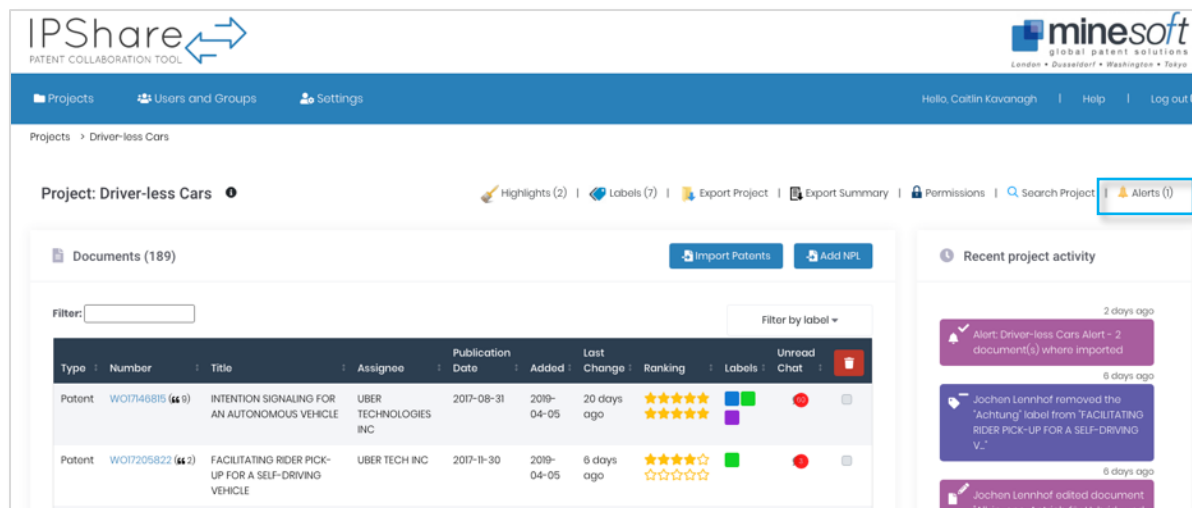 IPShare
PATENT COLLABORATION TOOL
minesoft
global patent solutions
London • Dusseldorf • Washington • Tokyo
Projects Users and Groups Settings Hello, Caitlin Kavanagh | Help | Log out
Projects > Driver-less Cars
Project: Driver-less Cars Highlights (2) | Labels (7) | Export Project | Export Summary | Permissions | Search Project | Alerts (1)
Documents (189) Import Patents Add NPL
Filter: Filter by label
Type Number Title Assignee Publication Date Added Last Change Ranking Labels Unread Chat
Patent WO17146815 (9) INTENTION SIGNALING FOR AN AUTONOMOUS VEHICLE UBER TECHNOLOGIES INC 2017-08-31 2019-04-05 20 days ago
Patent WO17205822 (2) FACILITATING RIDER PICK-UP FOR A SELF-DRIVING VEHICLE UBER TECH INC 2017-11-30 2019-04-05 6 days ago
Recent project activity
2 days ago
Alert: Driver-less Cars Alert - 2
document(s) where imported
6 days ago
Jochen Lennhof removed the
"Achtung" label from "FACILITATING
RIDER PICK-UP FOR A SELF-DRIVING
V..."
6 days ago
Jochen Lennhof edited document